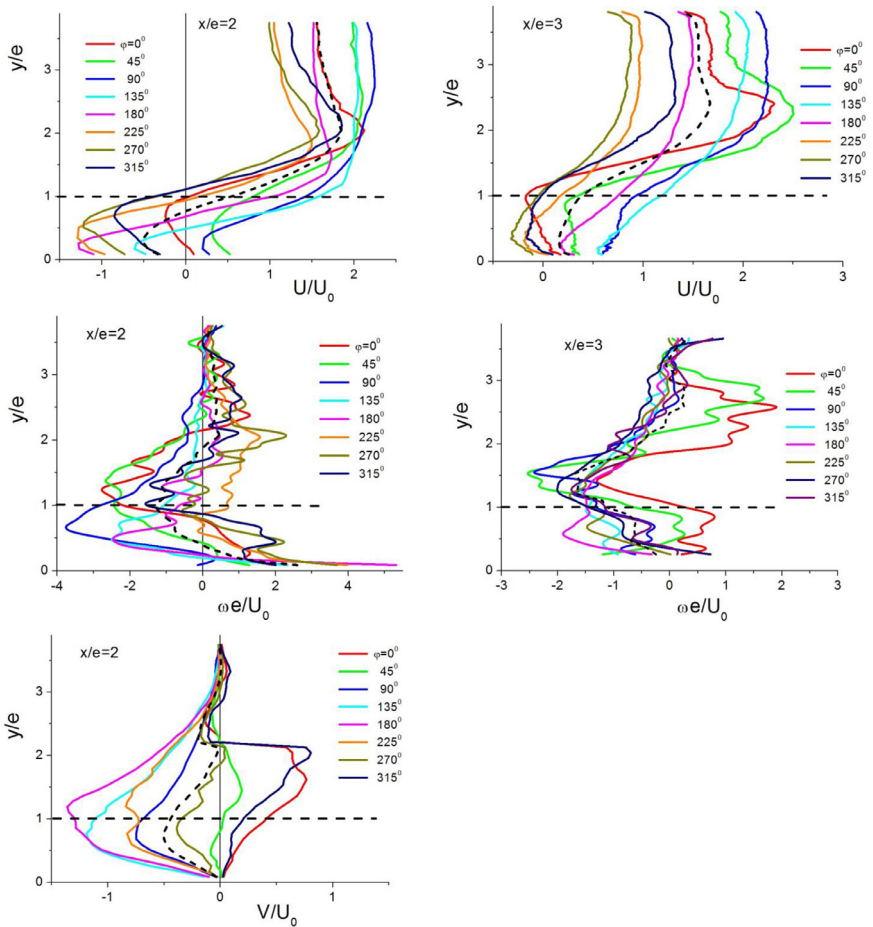 x/e=2
y/e
3
2
1
0
φ=0⁰
45⁰
90⁰
135⁰
180⁰
225⁰
270⁰
315⁰
-1 0 1 2
U/U₀
x/e=3
y/e
3
2
1
0
φ=0⁰
45⁰
90⁰
135⁰
180⁰
225⁰
270⁰
315⁰
0 1 2 3
U/U₀
x/e=2
y/e
3
2
1
0
φ=0⁰
45⁰
90⁰
135⁰
180⁰
225⁰
270⁰
315⁰
-4 -2 0 2 4
ωe/U₀
x/e=3
y/e
3
2
1
0
φ=0⁰
45⁰
90⁰
135⁰
180⁰
225⁰
270⁰
315⁰
-3 -2 -1 0 1 2 3
ωe/U₀
x/e=2
y/e
3
2
1
0
φ=0⁰
45⁰
90⁰
135⁰
180⁰
225⁰
270⁰
315⁰
-1 0 1
V/U₀